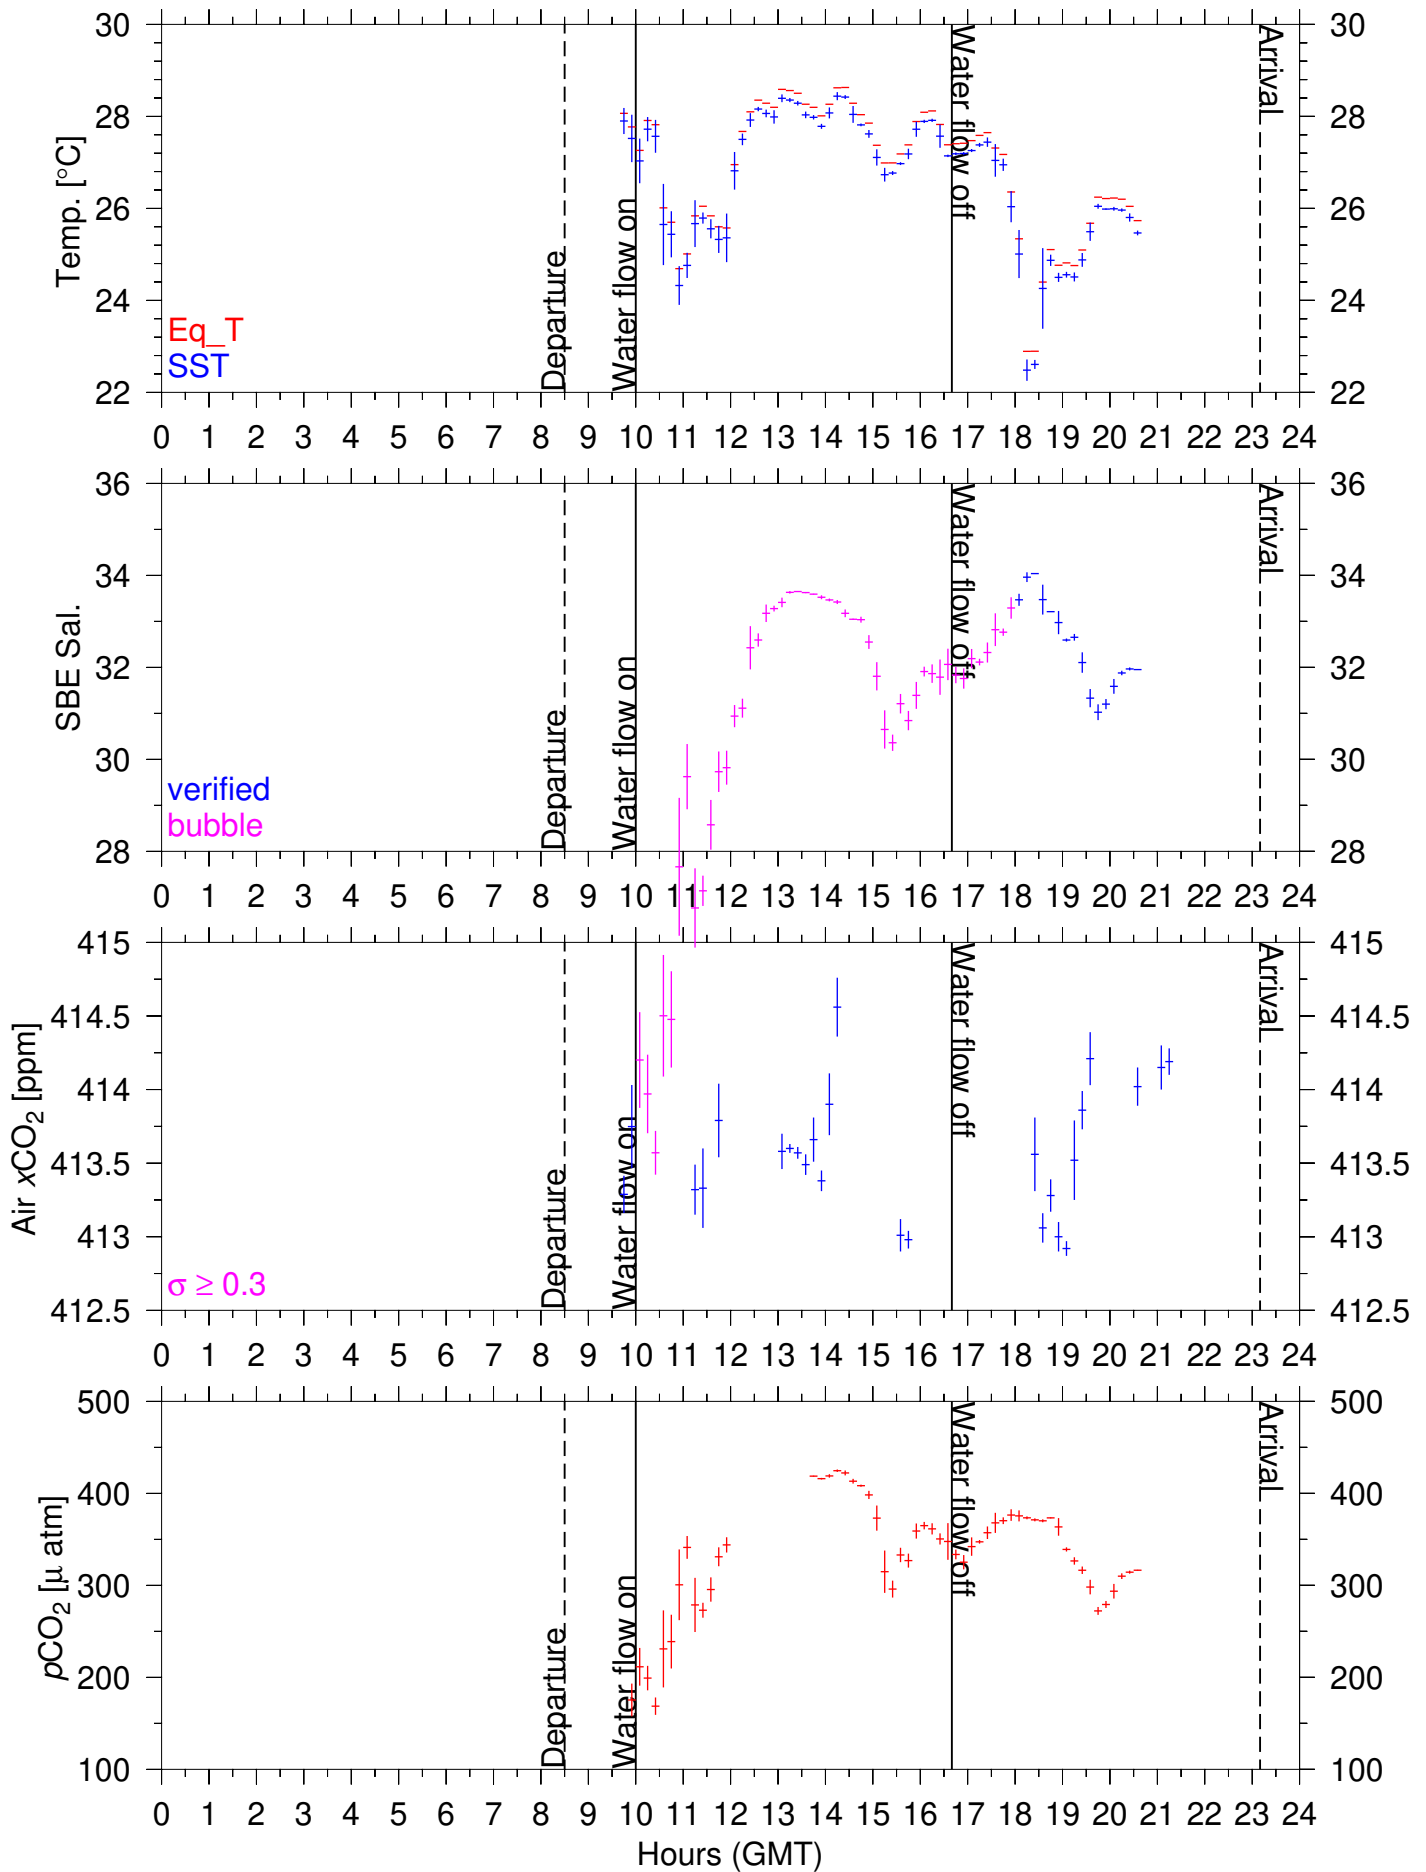 30 30
28 28
26 26
24 24
22 22
Temp. [°C]
Eq_T
SST
Departure
Water flow on
Water flow off
Arrival
0 1 2 3 4 5 6 7 8 9 10 11 12 13 14 15 16 17 18 19 20 21 22 23 24
36 36
34 34
32 32
30 30
28 28
SBE Sal.
verified
bubble
Departure
Water flow on
Water flow off
Arrival
0 1 2 3 4 5 6 7 8 9 10 11 12 13 14 15 16 17 18 19 20 21 22 23 24
415 415
414.5 414.5
414 414
413.5 413.5
413 413
412.5 412.5
Air xCO₂ [ppm]
σ ≥ 0.3
Departure
Water flow on
Water flow off
Arrival
0 1 2 3 4 5 6 7 8 9 10 11 12 13 14 15 16 17 18 19 20 21 22 23 24
500 500
400 400
300 300
200 200
100 100
pCO₂ [μ atm]
Departure
Water flow on
Water flow off
Arrival
0 1 2 3 4 5 6 7 8 9 10 11 12 13 14 15 16 17 18 19 20 21 22 23 24
Hours (GMT)